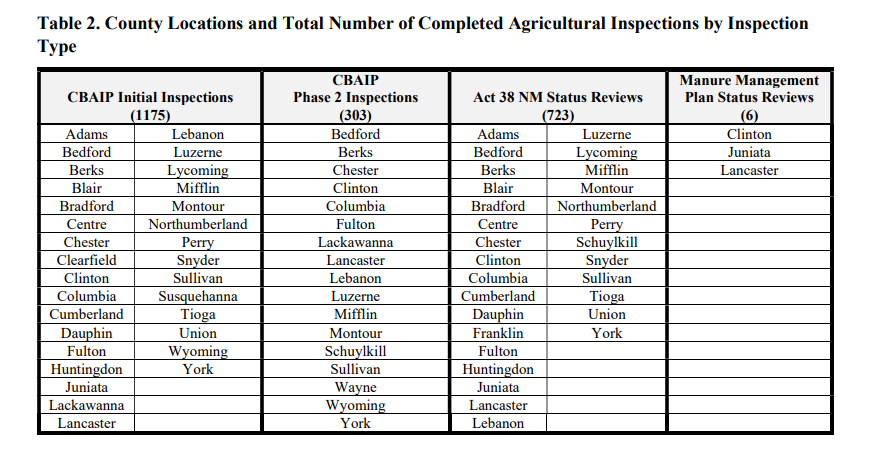 Table 2. County Locations and Total Number of Completed Agricultural Inspections by Inspection
Type
CBAIP Initial Inspections
(1175)
CBAIP
Phase 2 Inspections
(303)
Act 38 NM Status Reviews
(723)
Manure Management
Plan Status Reviews
(6)
Adams Lebanon Bedford Adams Luzerne Clinton
Bedford Luzerne Berks Bedford Lycoming Juniata
Berks Lycoming Chester Berks Mifflin Lancaster
Blair Mifflin Clinton Blair Montour
Bradford Montour Columbia Bradford Northumberland
Centre Northumberland Fulton Centre Perry
Chester Perry Lackawanna Chester Schuylkill
Clearfield Snyder Lancaster Clinton Snyder
Clinton Sullivan Lebanon Columbia Sullivan
Columbia Susquehanna Luzerne Cumberland Tioga
Cumberland Tioga Mifflin Dauphin Union
Dauphin Union Montour Franklin York
Fulton Wyoming Schuylkill Fulton
Huntingdon York Sullivan Huntingdon
Juniata Wayne Juniata
Lackawanna Wyoming Lancaster
Lancaster York Lebanon